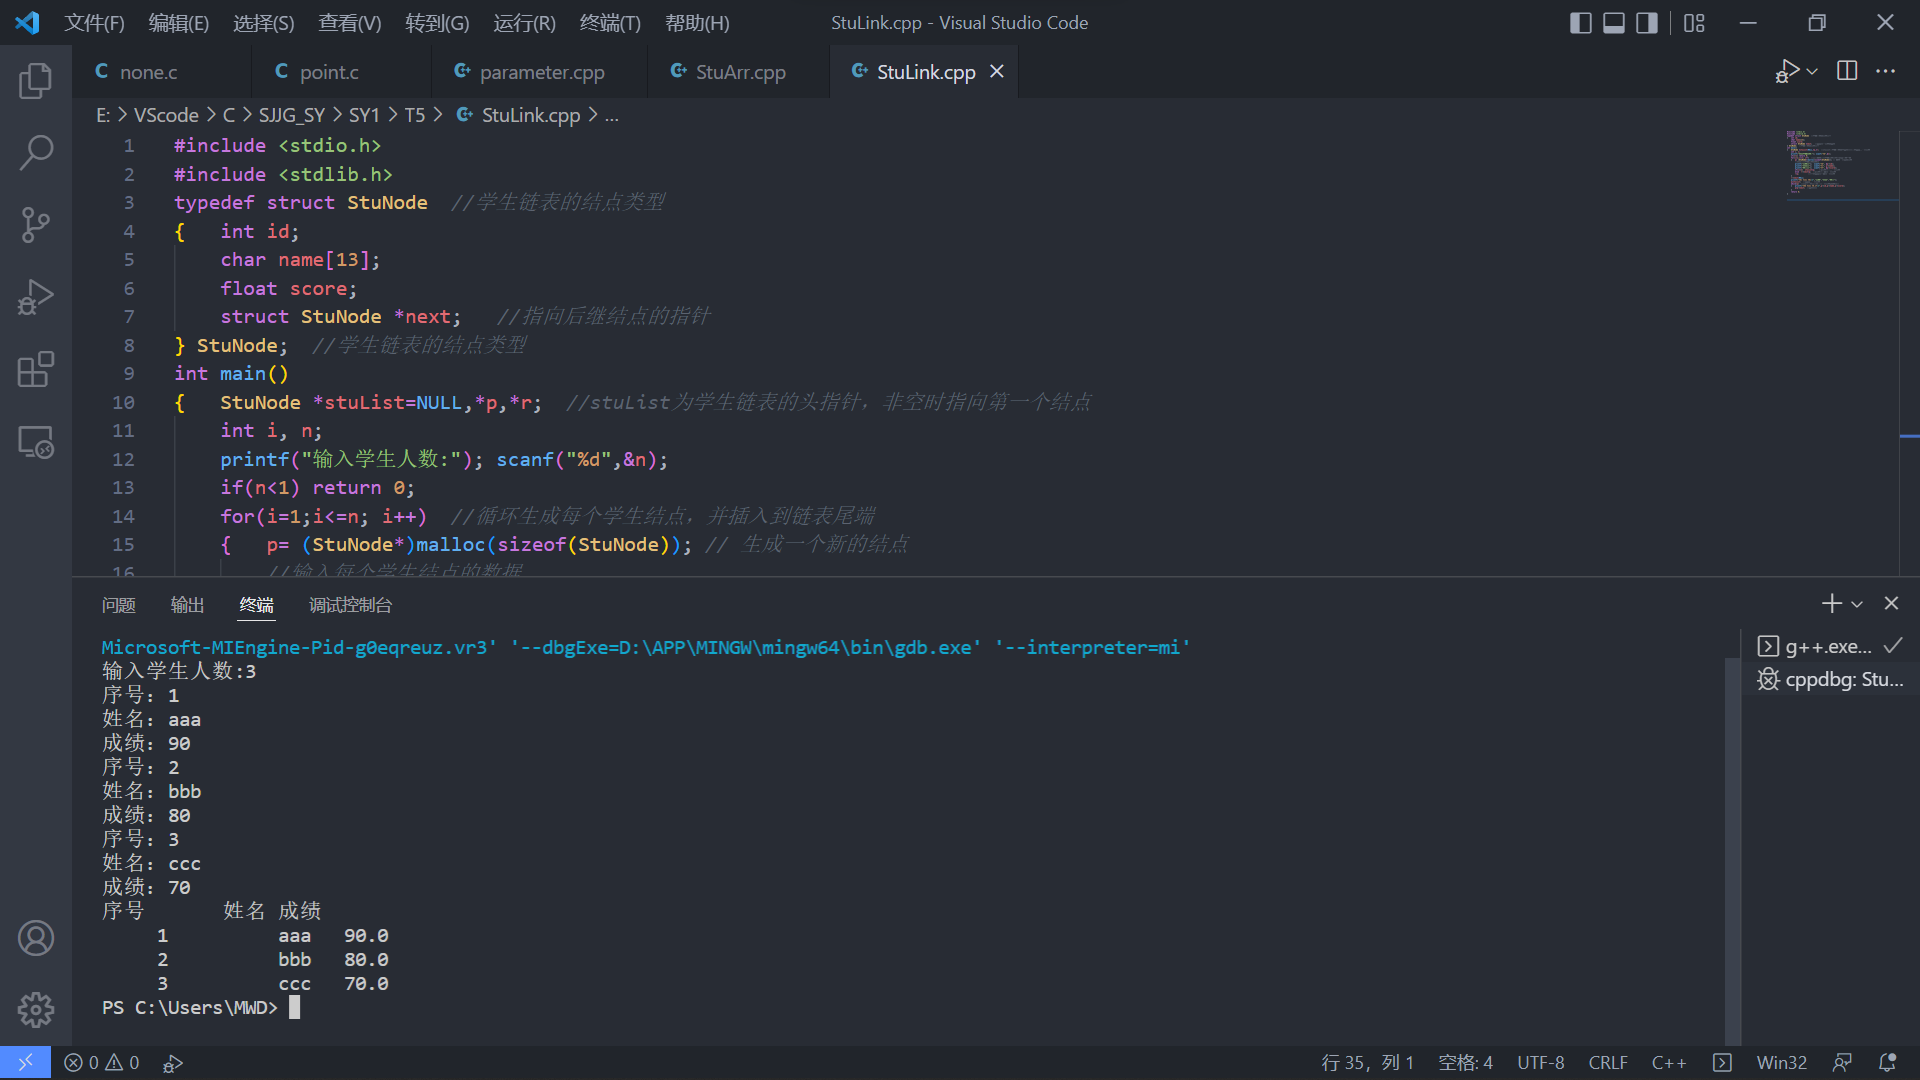 文件(F) 编辑(E) 选择(S) 查看(V) 转到(G) 运行(R) 终端(T) 帮助(H) StuLink.cpp - Visual Studio Code
none.c point.c parameter.cpp StuArr.cpp StuLink.cpp
E: > VScode > C > SJJG_SY > SY1 > T5 > StuLink.cpp > ...
1 #include <stdio.h>
2 #include <stdlib.h>
3 typedef struct StuNode //学生链表的结点类型
4 { int id;
5 char name[13];
6 float score;
7 struct StuNode *next; //指向后继结点的指针
8 } StuNode; //学生链表的结点类型
9 int main()
10 { StuNode *stuList=NULL,*p,*r; //stuList为学生链表的头指针，非空时指向第一个结点
11 int i, n;
12 printf("输入学生人数:"); scanf("%d",&n);
13 if(n<1) return 0;
14 for(i=1;i<=n; i++) //循环生成每个学生结点，并插入到链表尾端
15 { p= (StuNode*)malloc(sizeof(StuNode)); // 生成一个新的结点
16 //输入每个学生结点的数据
问题 输出 终端 调试控制台
Microsoft-MIEngine-Pid-g0eqreuz.vr3' '--dbgExe=D:\APP\MINGW\mingw64\bin\gdb.exe' '--interpreter=mi'
输入学生人数:3
序号：1
姓名：aaa
成绩：90
序号：2
姓名：bbb
成绩：80
序号：3
姓名：ccc
成绩：70
序号 姓名 成绩
1 aaa 90.0
2 bbb 80.0
3 ccc 70.0
PS C:\Users\MWD>
g++.exe...
cppdbg: Stu...
0 0 行 35，列 1 空格: 4 UTF-8 CRLF C++ Win32